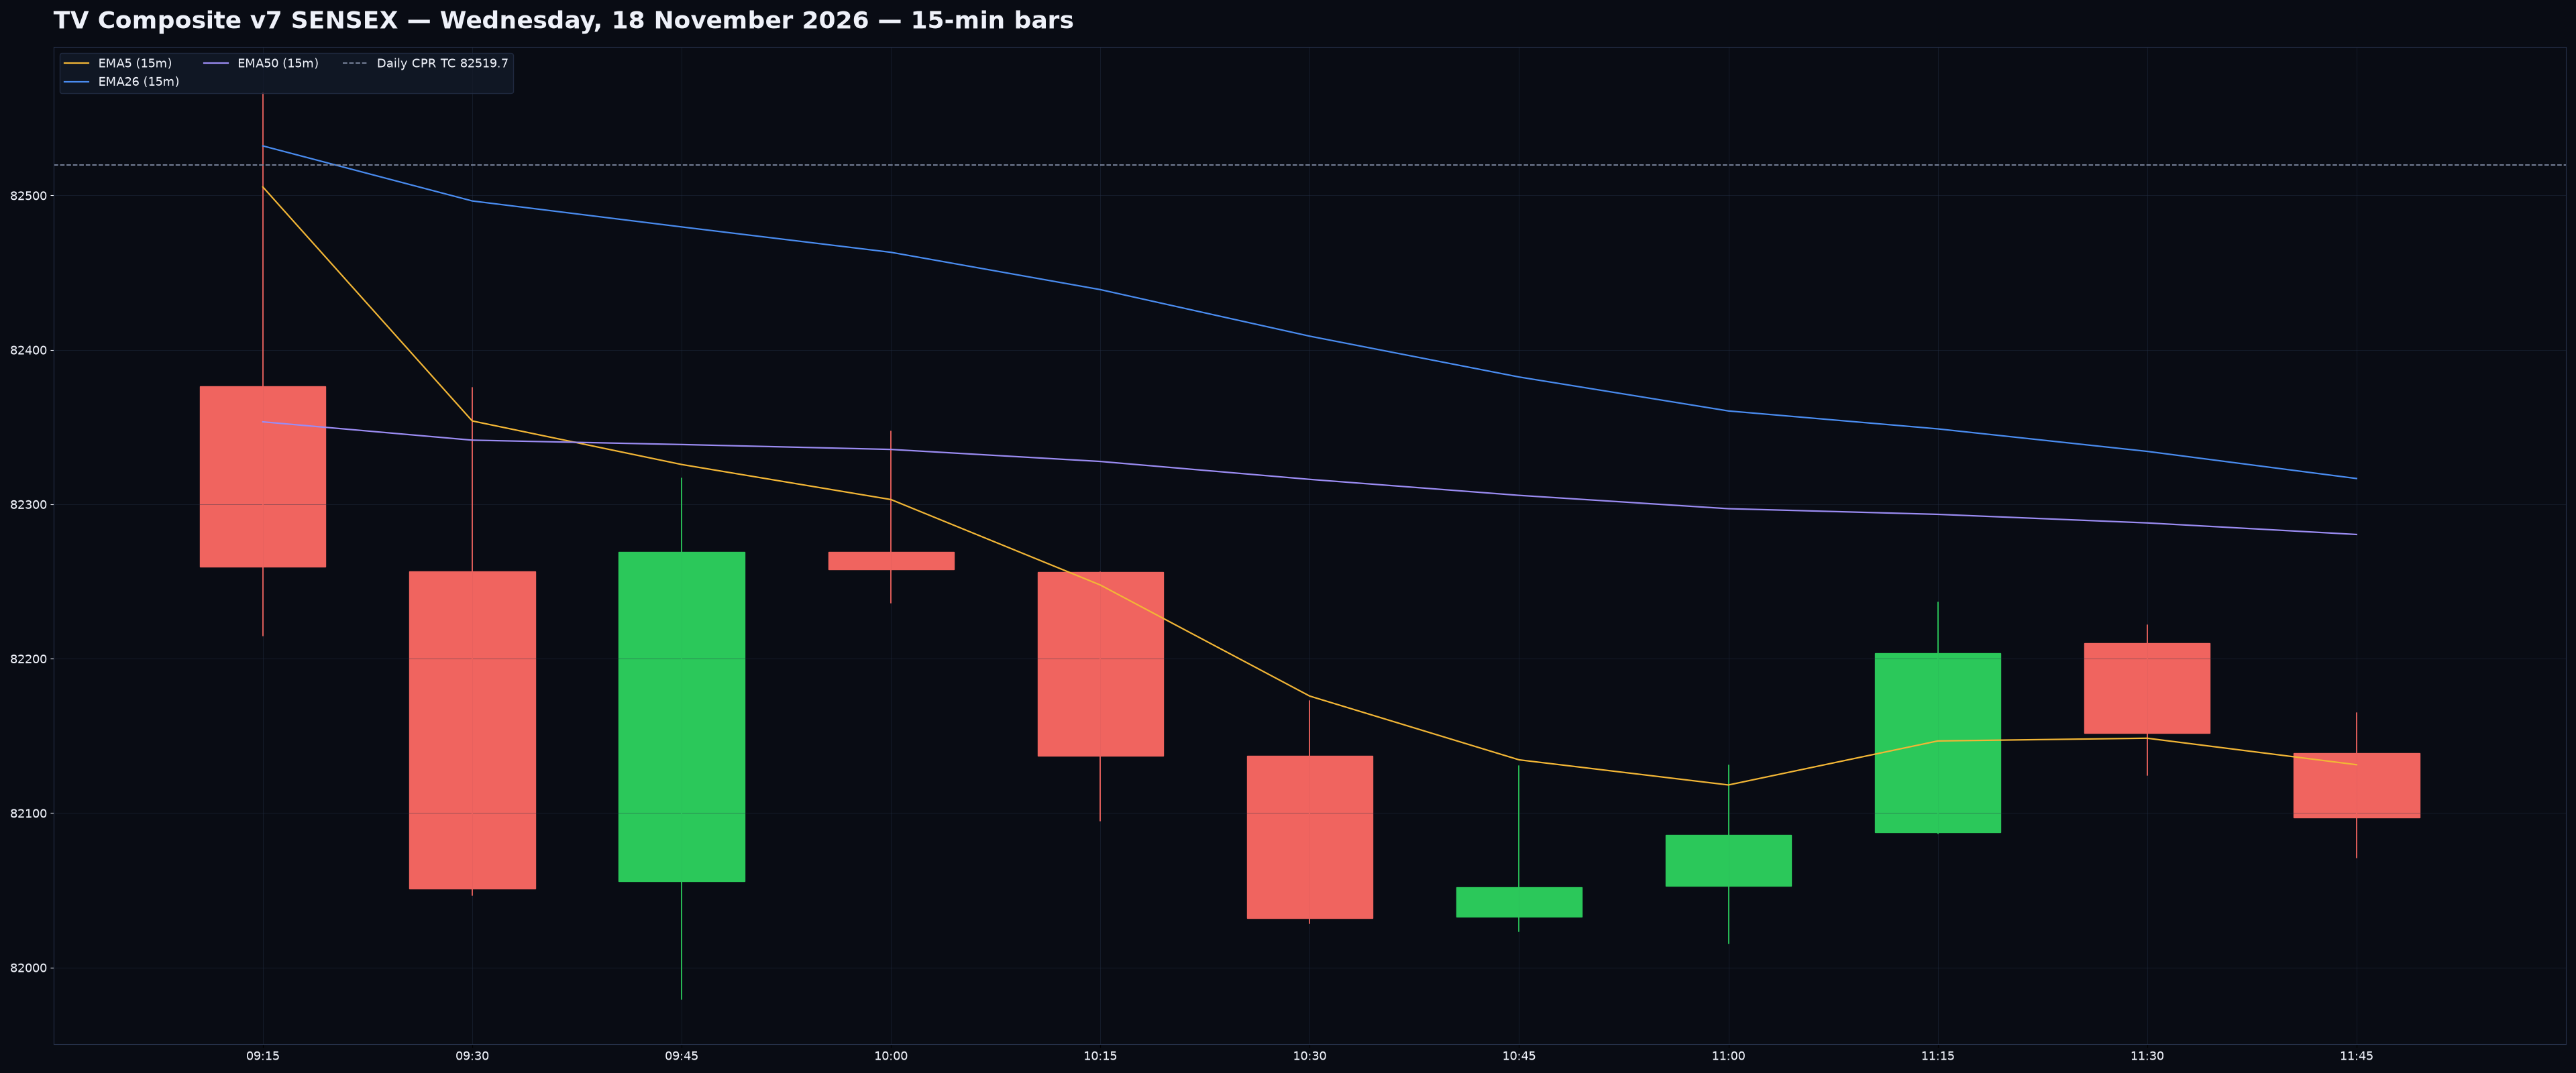 TV Composite v7 SENSEX — Wednesday, 18 November 2026 — 15-min bars
EMA5 (15m) EMA50 (15m) Daily CPR TC 82519.7
EMA26 (15m)
82500
82400
82300
82200
82100
82000
09:15 09:30 09:45 10:00 10:15 10:30 10:45 11:00 11:15 11:30 11:45